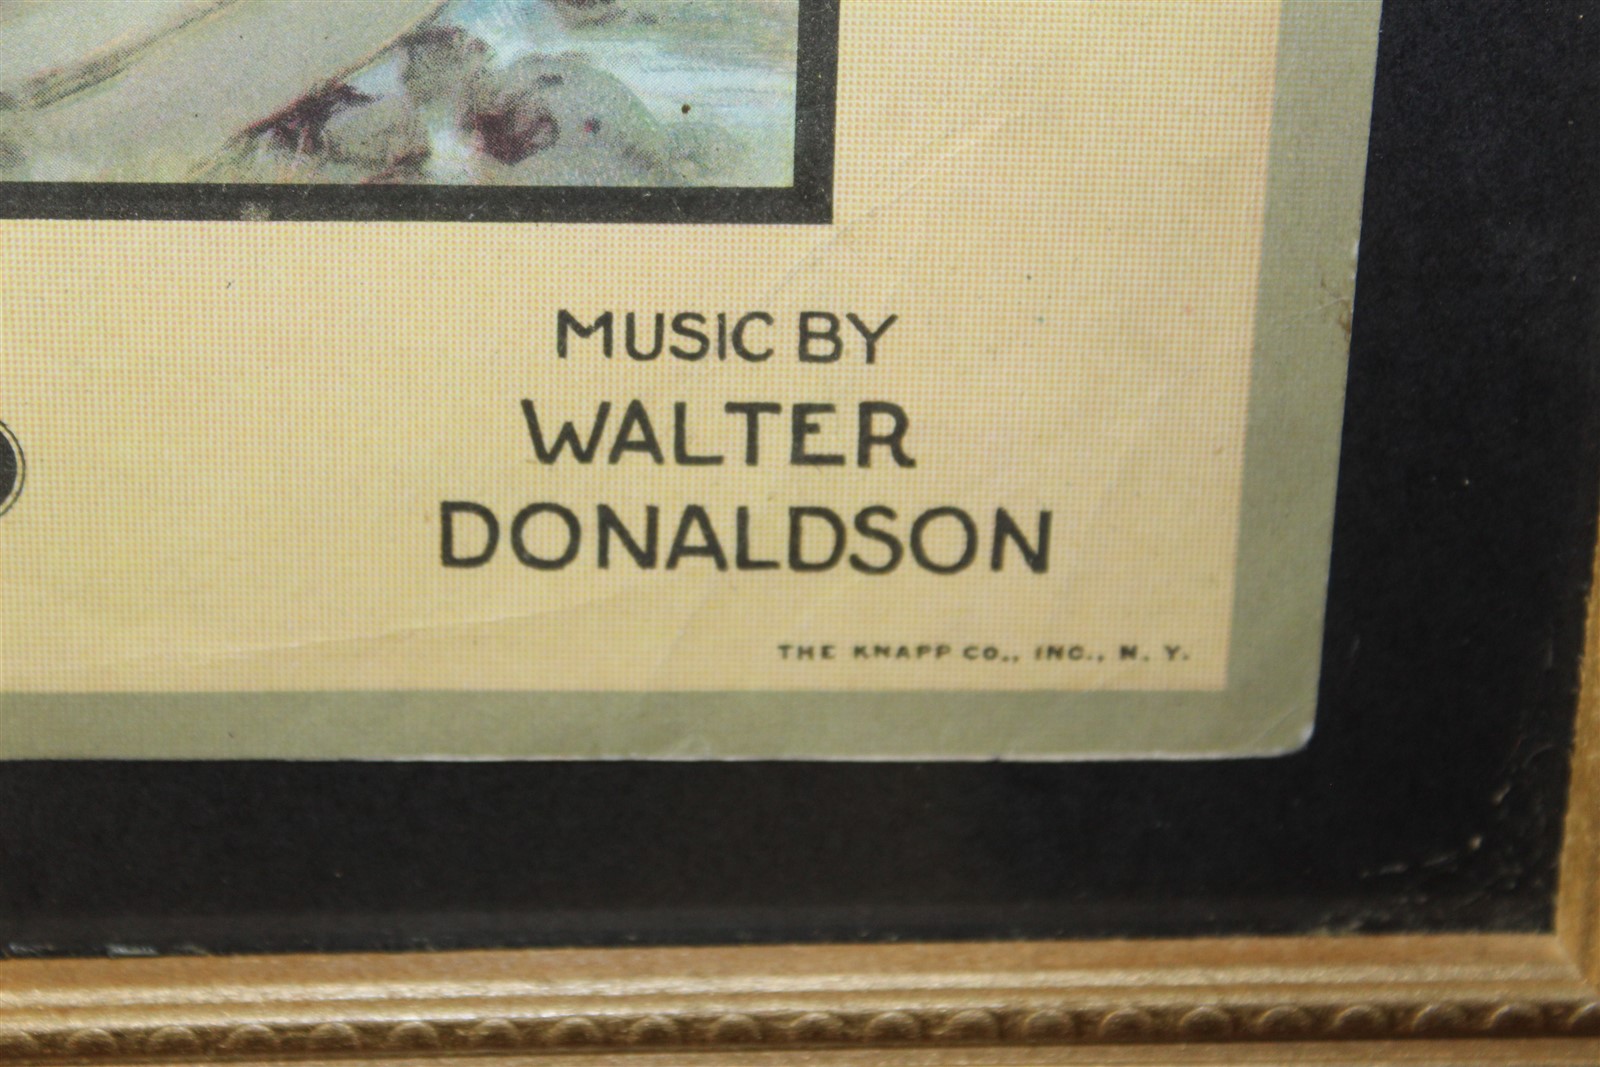 MUSIC BY
WALTER
DONALDSON
THE KNAPP CO., INC., N. Y.